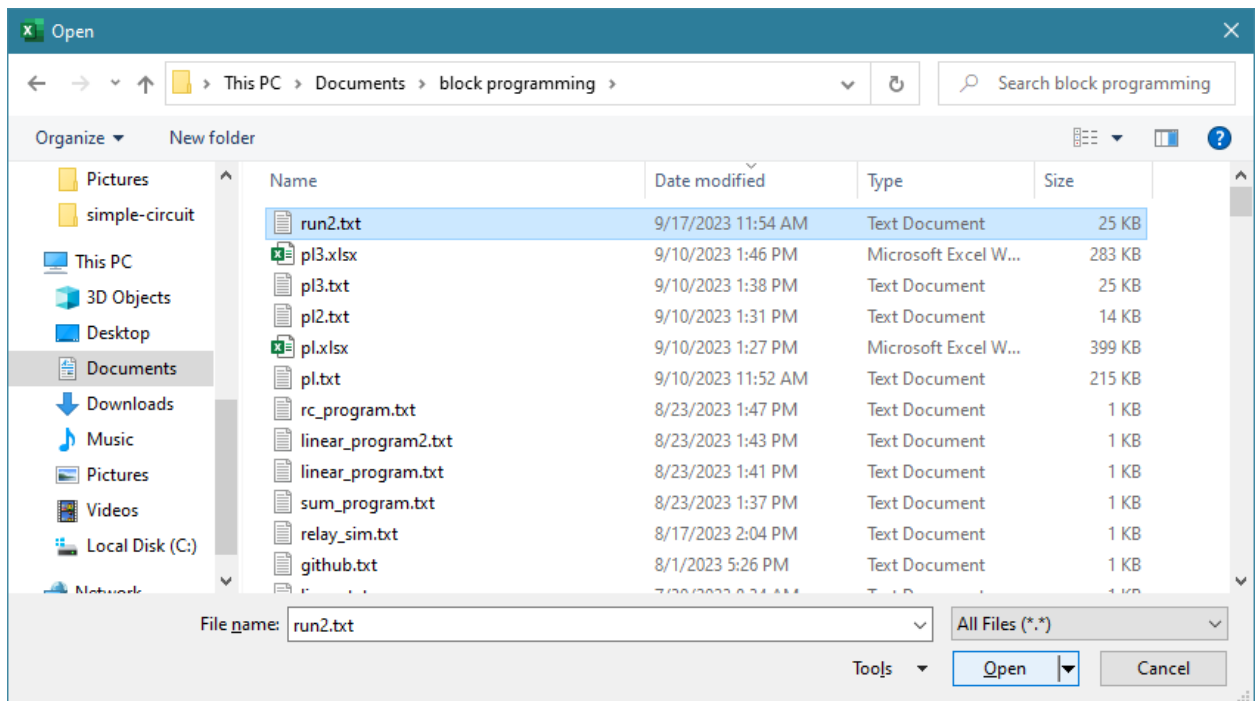 Open
This PC > Documents > block programming >
Search block programming
Organize
New folder
Pictures
simple-circuit
This PC
3D Objects
Desktop
Documents
Downloads
Music
Pictures
Videos
Local Disk (C:)
Network
Name Date modified Type Size
run2.txt 9/17/2023 11:54 AM Text Document 25 KB
pl3.xlsx 9/10/2023 1:46 PM Microsoft Excel W... 283 KB
pl3.txt 9/10/2023 1:38 PM Text Document 25 KB
pl2.txt 9/10/2023 1:31 PM Text Document 14 KB
pl.xlsx 9/10/2023 1:27 PM Microsoft Excel W... 399 KB
pl.txt 9/10/2023 11:52 AM Text Document 215 KB
rc_program.txt 8/23/2023 1:47 PM Text Document 1 KB
linear_program2.txt 8/23/2023 1:43 PM Text Document 1 KB
linear_program.txt 8/23/2023 1:41 PM Text Document 1 KB
sum_program.txt 8/23/2023 1:37 PM Text Document 1 KB
relay_sim.txt 8/17/2023 2:04 PM Text Document 1 KB
github.txt 8/1/2023 5:26 PM Text Document 1 KB
File name: run2.txt
All Files (*.*)
Tools
Open
Cancel